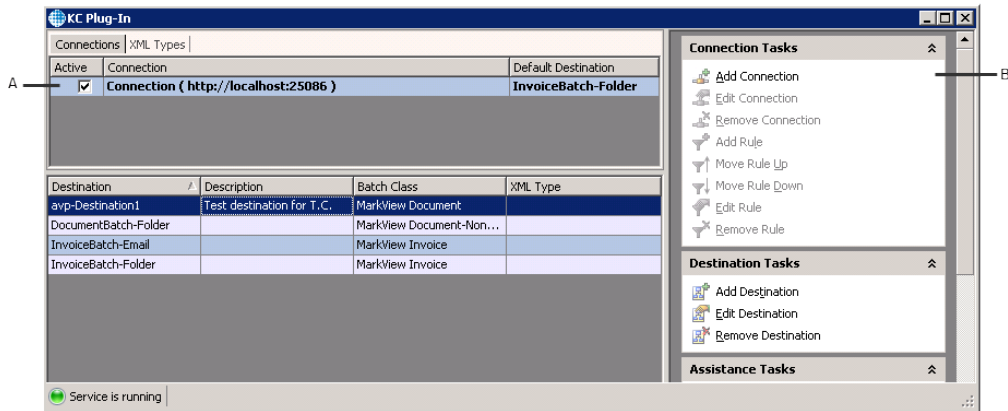 KC Plug-In
Connections XML Types
Active Connection Default Destination
A
Connection ( http://localhost:25086 ) InvoiceBatch-Folder
Destination Description Batch Class XML Type
avp-Destination1 Test destination for T.C. MarkView Document
DocumentBatch-Folder MarkView Document-Non...
InvoiceBatch-Email MarkView Invoice
InvoiceBatch-Folder MarkView Invoice
Connection Tasks
B
Add Connection
Edit Connection
Remove Connection
Add Rule
Move Rule Up
Move Rule Down
Edit Rule
Remove Rule
Destination Tasks
Add Destination
Edit Destination
Remove Destination
Assistance Tasks
Service is running